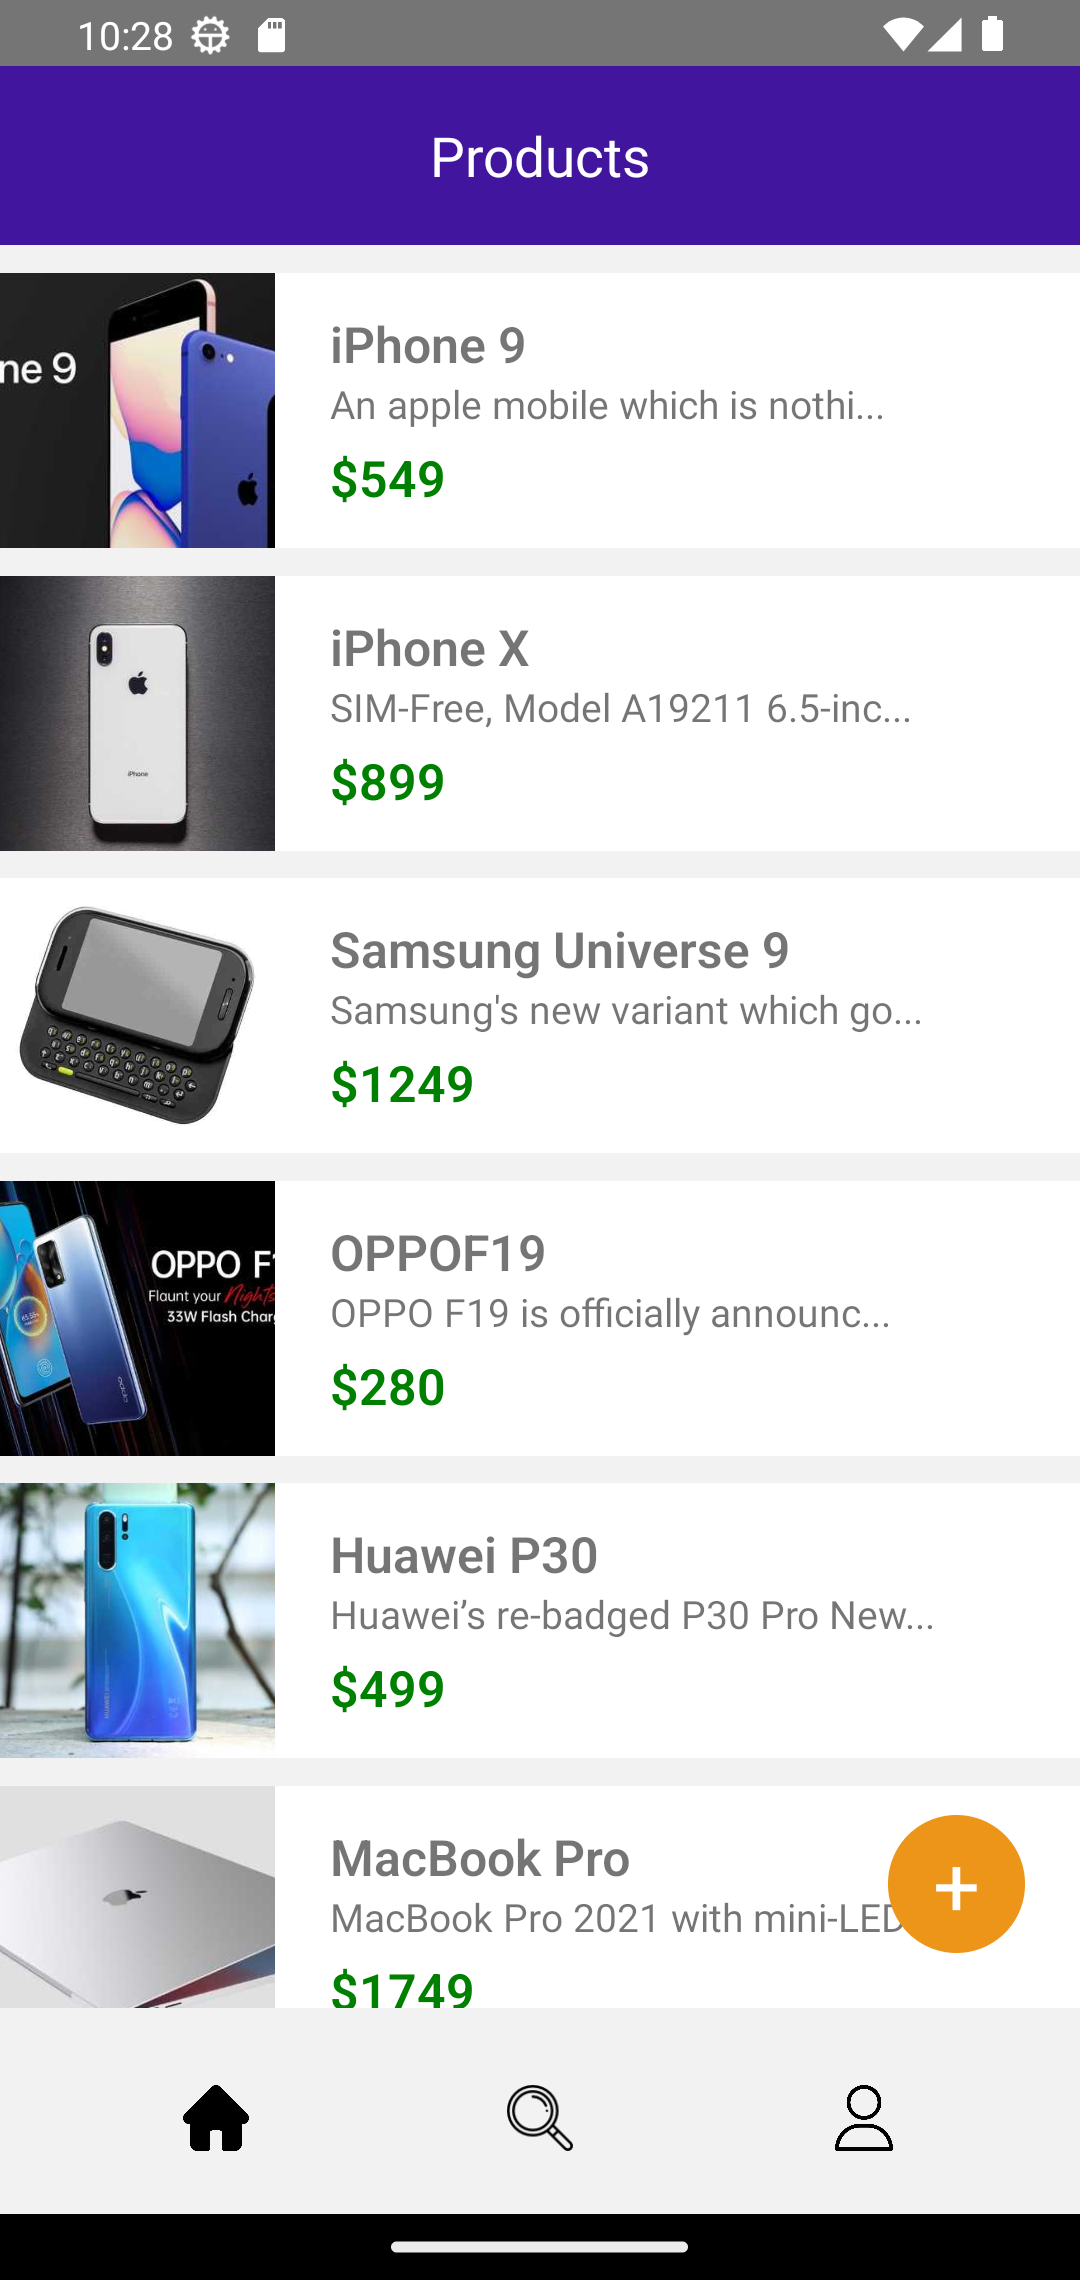 10:28
Products
ne 9
iPhone 9
An apple mobile which is nothi...
$549
iPhone
iPhone X
SIM-Free, Model A19211 6.5-inc...
$899
Samsung Universe 9
Samsung's new variant which go...
$1249
OPPO F1
Flaunt your Nights
33W Flash Charg
oppo
OPPOF19
OPPO F19 is officially announc...
$280
Huawei P30
Huawei’s re-badged P30 Pro New...
$499
MacBook Pro
MacBook Pro 2021 with mini-LED
$1749
+